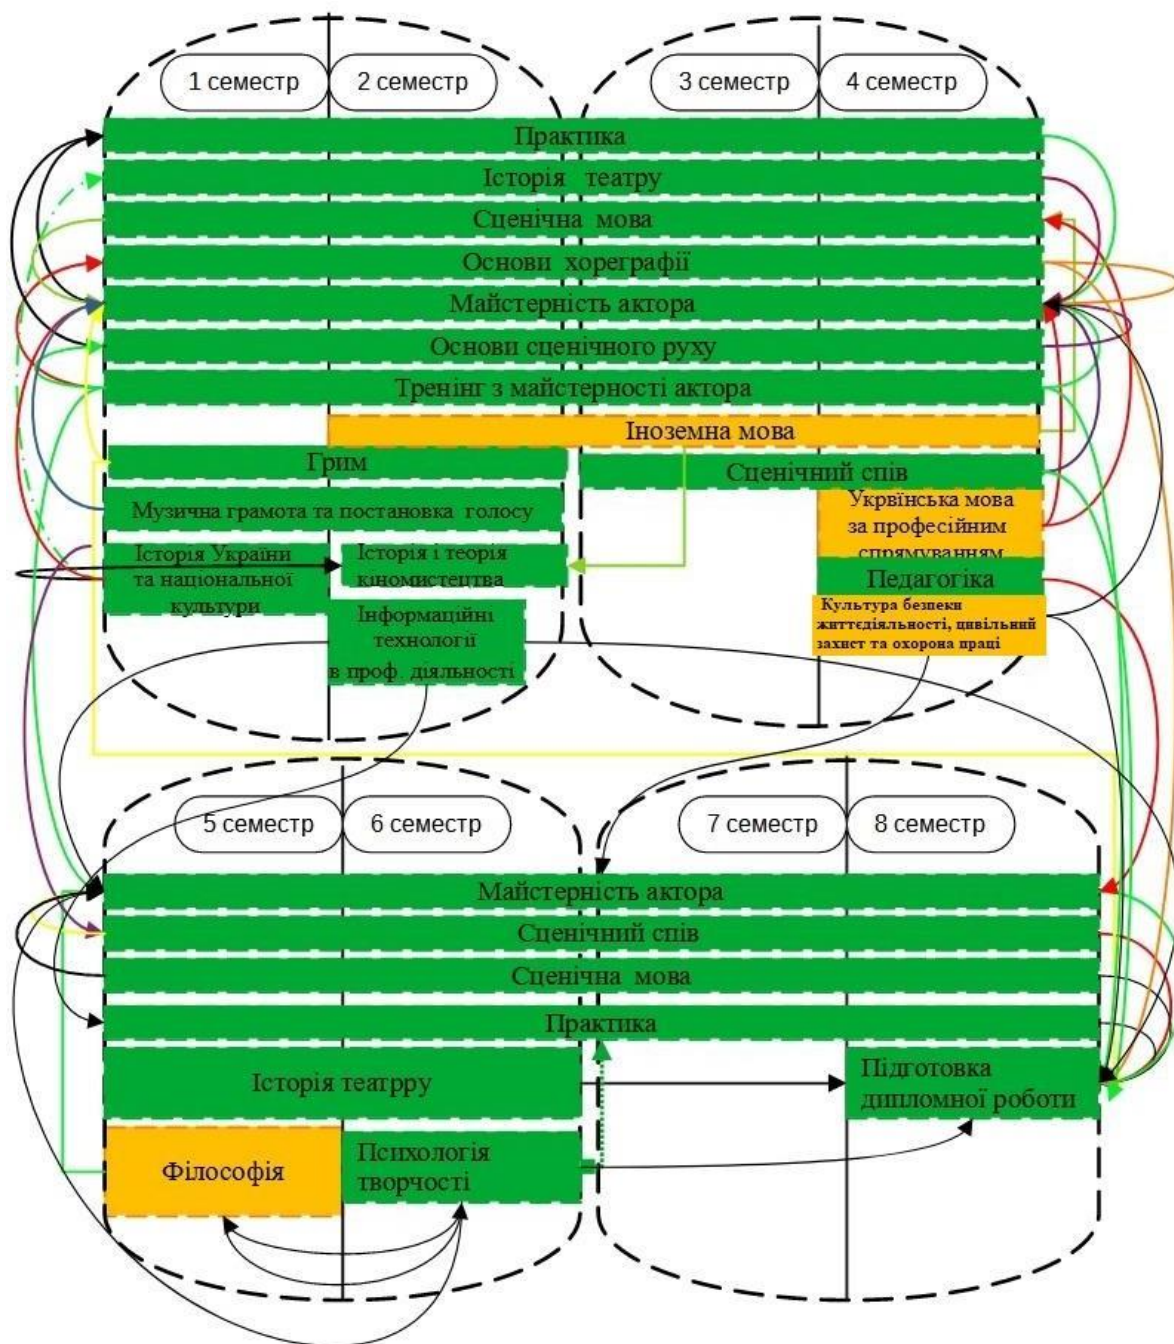 1 семестр
2 семестр
3 семестр
4 семестр
Практика
Історія театру
Сценічна мова
Основи хореграфії
Майстерність актора
Основи сценічного руху
Тренінг з майстерності актора
Іноземна мова
Грим
Сценічний спів
Музична грамота та постановка голосу
Укрвїнська мова
за професійним
спрямуванням
Історія України
та національної
культури
Історія і теорія
кіномистецтва
Педагогіка
Інформаційні
технології
в проф. діяльності
Культура безпеки
життєдіяльності, цивільний
захист та охорона праці
5 семестр
6 семестр
7 семестр
8 семестр
Майстерність актора
Сценічний спів
Сценічна мова
Практика
Історія театрру
Підготовка
дипломної роботи
Філософія
Психологія
творчості